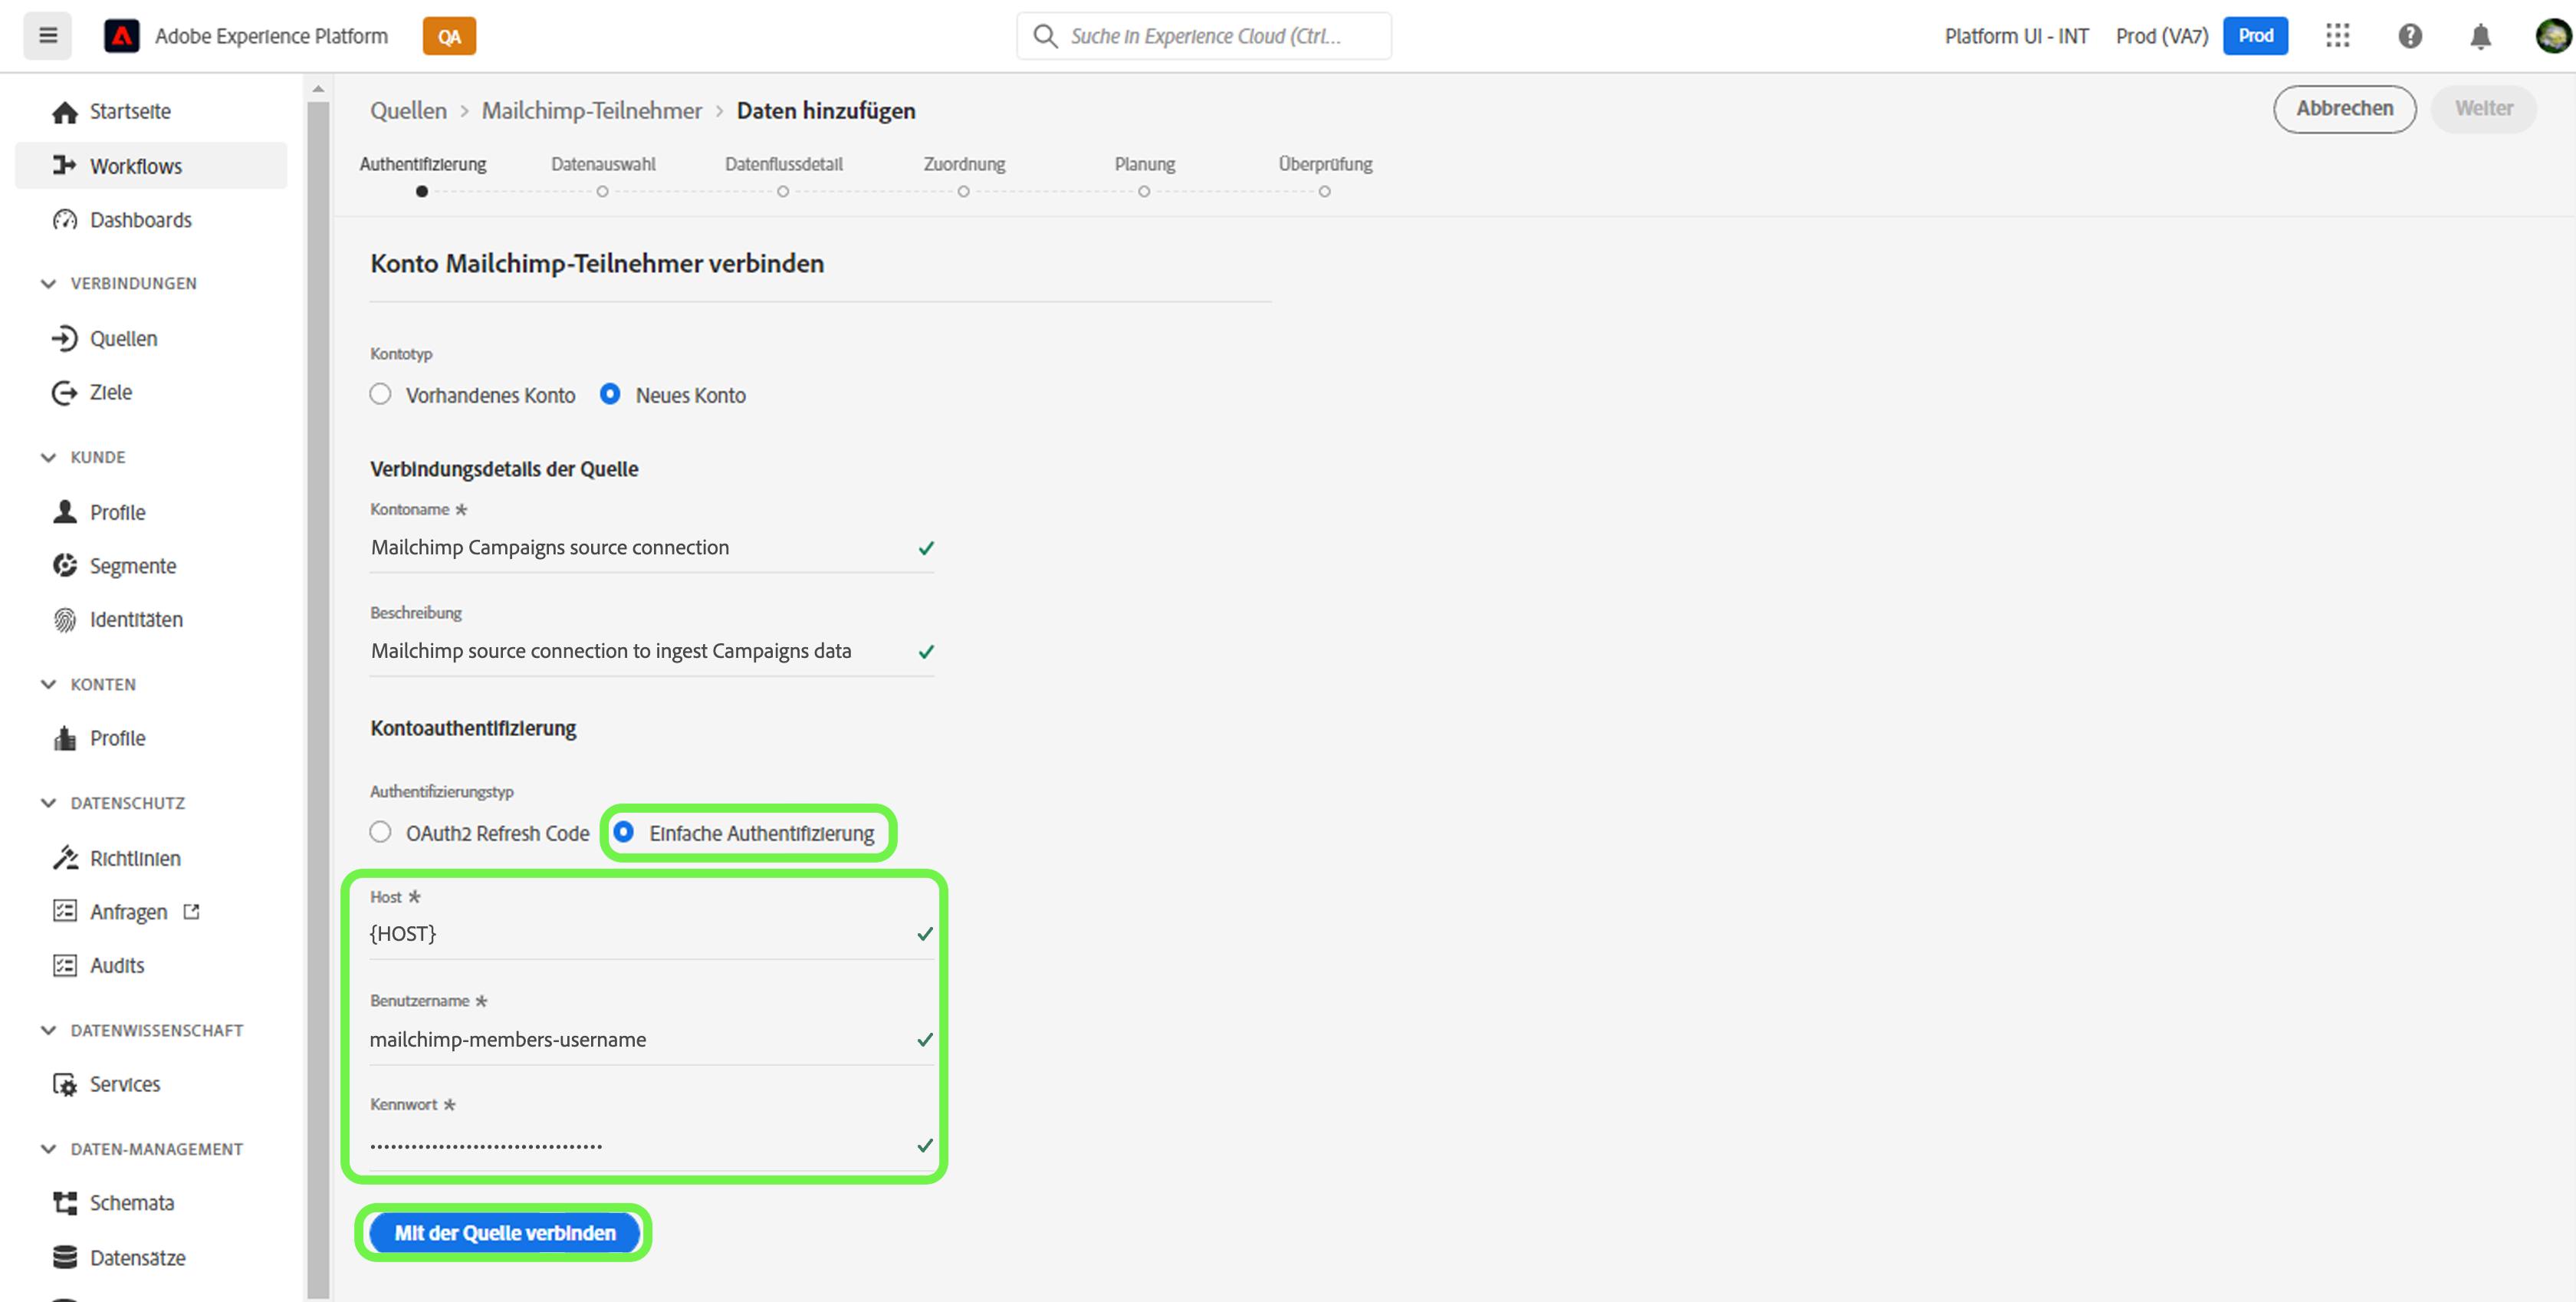 Adobe Experience Platform QA Suche in Experience Cloud (Ctrl... Platform UI - INT Prod (VA7) Prod
Startseite
Workflows
Dashboards
VERBINDUNGEN
Quellen
Ziele
KUNDE
Profile
Segmente
Identitäten
KONTEN
Profile
DATENSCHUTZ
Richtlinien
Anfragen
Audits
DATENWISSENSCHAFT
Services
DATEN-MANAGEMENT
Schemata
Datensätze
Quellen > Mailchimp-Teilnehmer > Daten hinzufügen
Abbrechen Weiter
Authentifizierung Datenauswahl Datenflussdetail Zuordnung Planung Überprüfung
Konto Mailchimp-Teilnehmer verbinden
Kontotyp
Vorhandenes Konto Neues Konto
Verbindungsdetails der Quelle
Kontoname *
Mailchimp Campaigns source connection
Beschreibung
Mailchimp source connection to ingest Campaigns data
Kontoauthentifizierung
Authentifizierungstyp
OAuth2 Refresh Code Einfache Authentifizierung
Host *
{HOST}
Benutzername *
mailchimp-members-username
Kennwort *
••••••••••••••••••••••••••••••••••
Mit der Quelle verbinden